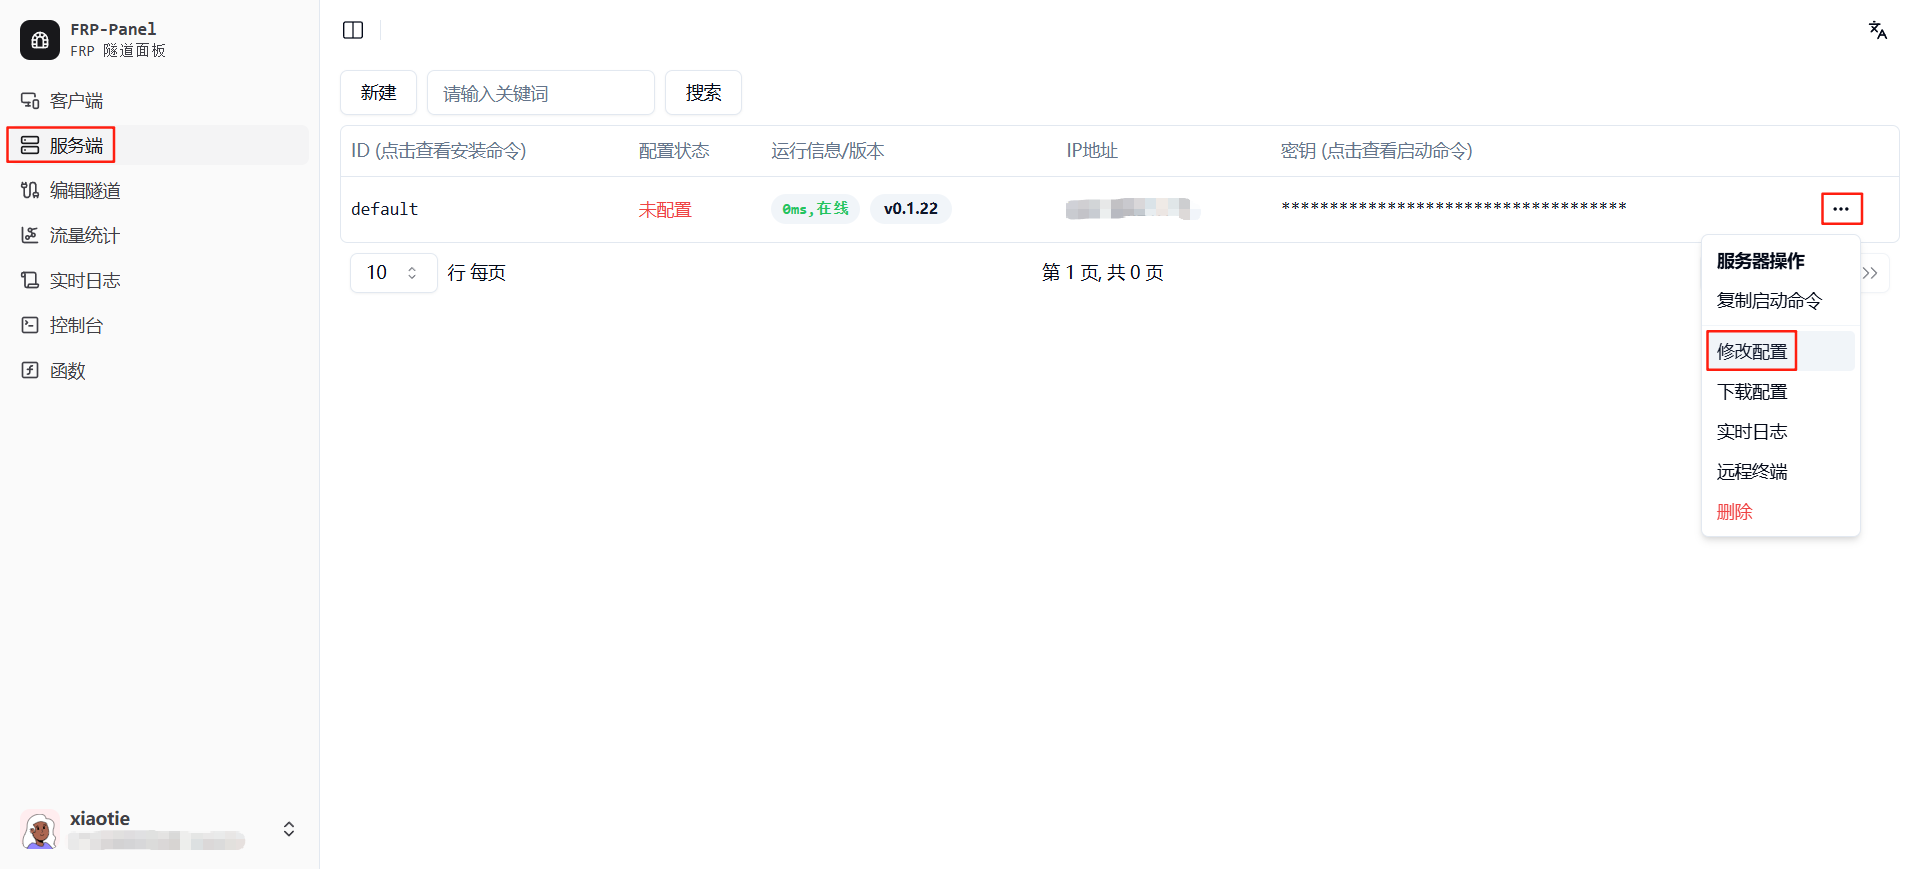 FRP-Panel
FRP 隧道面板
客户端
服务端
编辑隧道
流量统计
实时日志
控制台
函数
新建
请输入关键词
搜索
ID (点击查看安装命令) 配置状态 运行信息/版本 IP地址 密钥 (点击查看启动命令)
default 未配置 0ms,在线 v0.1.22 ************************************
10 行 每页 第 1 页, 共 0 页
服务器操作
复制启动命令
修改配置
下载配置
实时日志
远程终端
删除
xiaotie